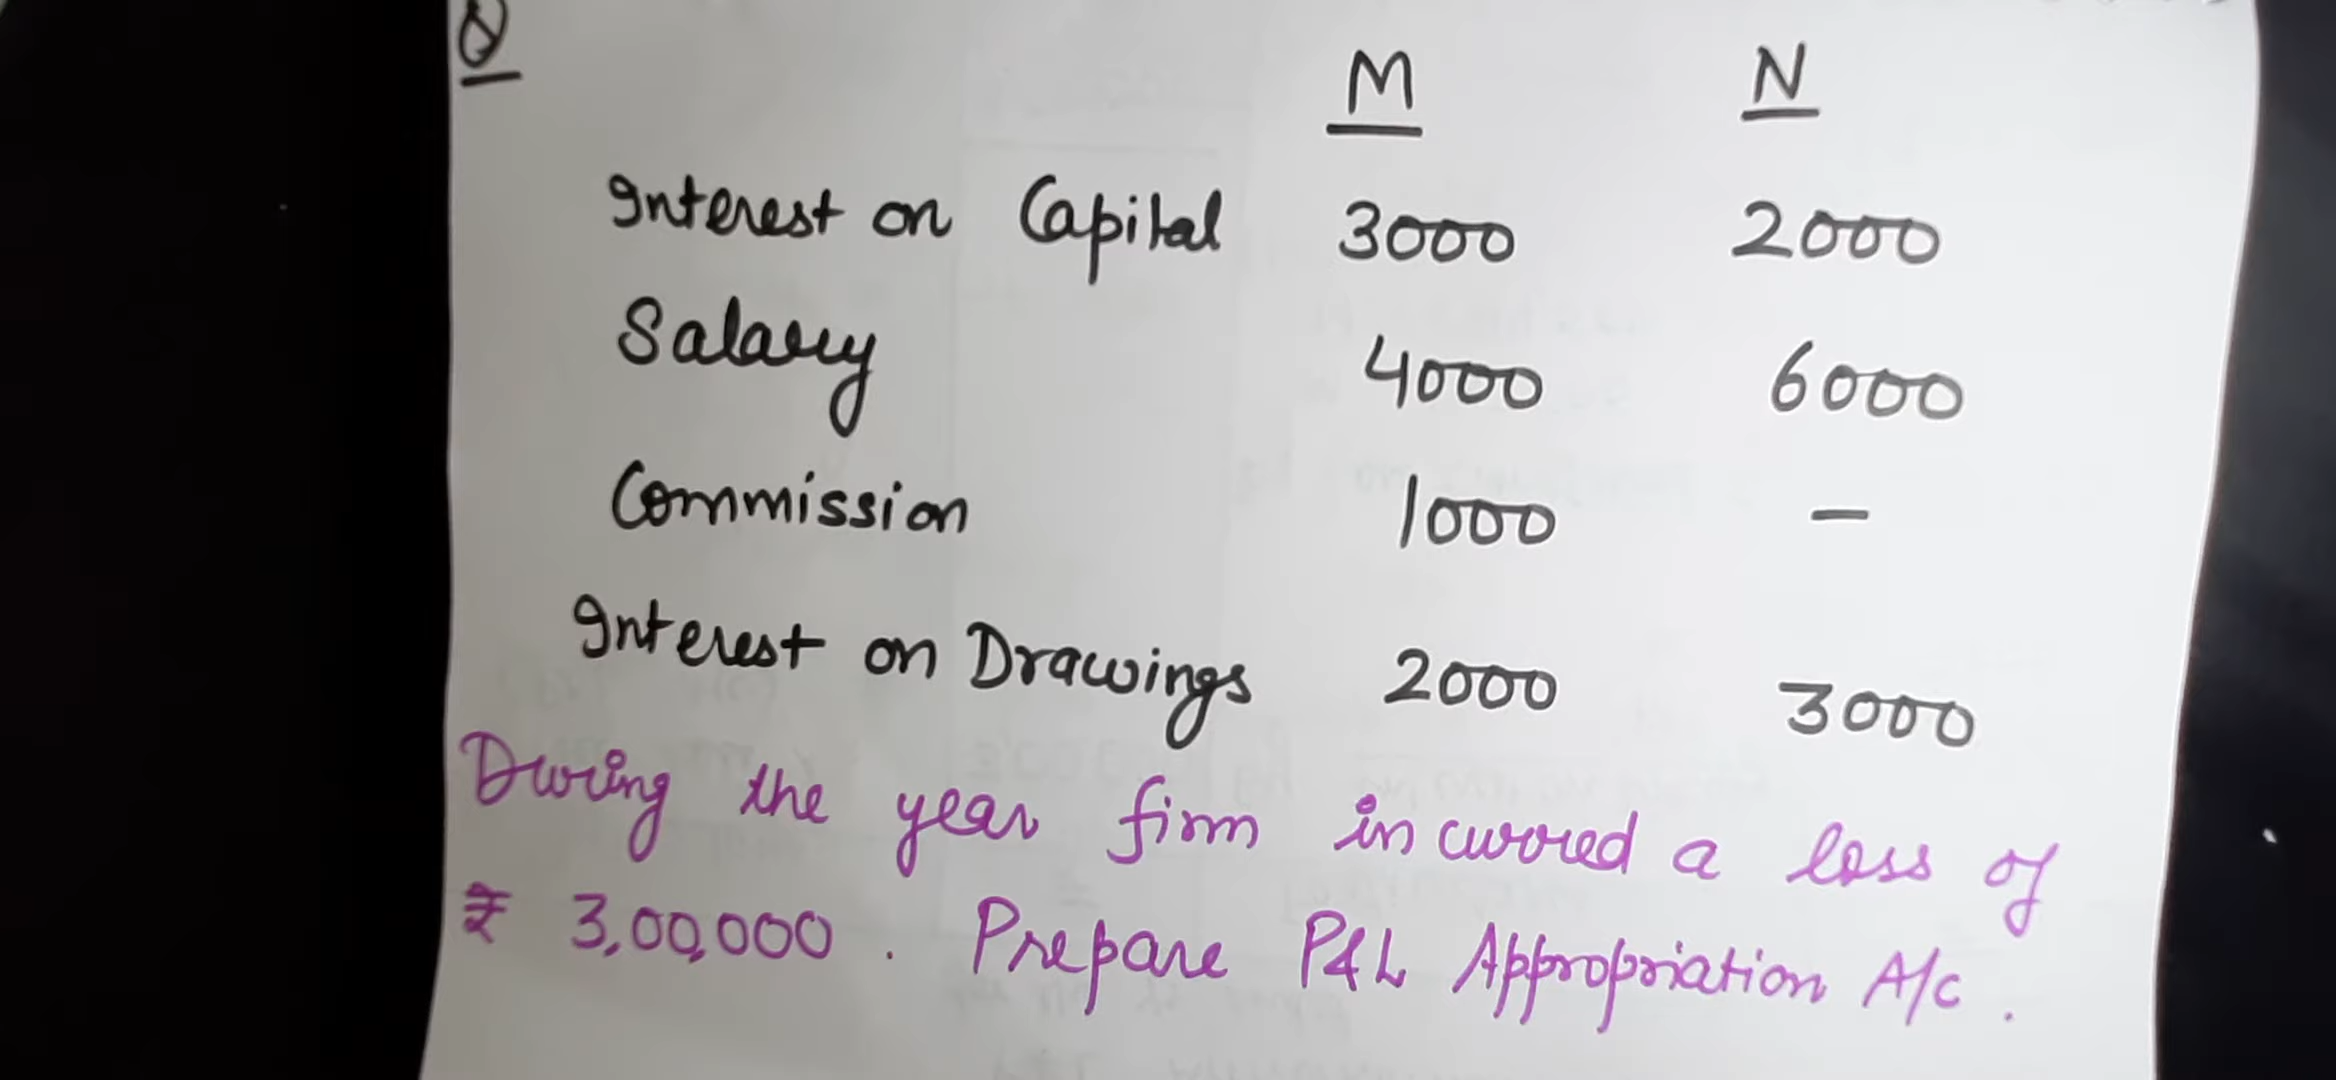 Q
M N
Interest on Capital 3000 2000
Salary 4000 6000
Commission 1000 -
Interest on Drawings 2000 3000
During the year firm incurred a loss of
₹ 3,00,000. Prepare P&L Appropriation A/c.